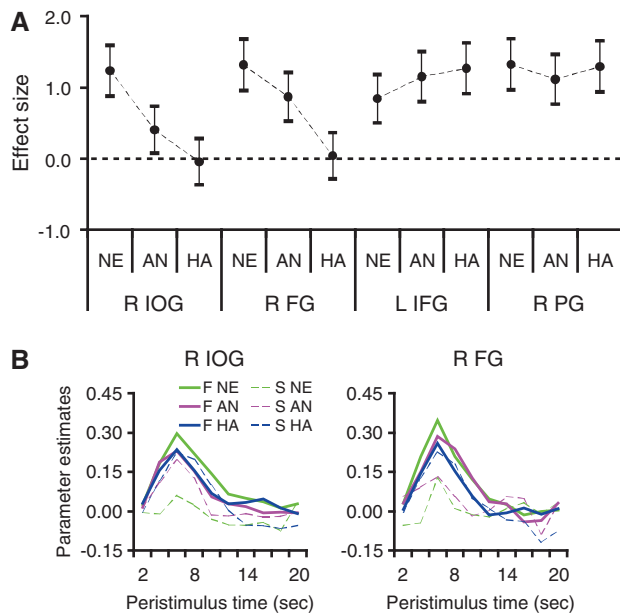 A
Effect size
2.0
1.0
0.0
-1.0
NE AN HA NE AN HA NE AN HA NE AN HA
R IOG R FG L IFG R PG
B
R IOG R FG
Parameter estimates
0.45 0.45
0.30 0.30
0.15 0.15
0.00 0.00
-0.15 -0.15
F NE S NE
F AN S AN
F HA S HA
2 8 14 20 2 8 14 20
Peristimulus time (sec) Peristimulus time (sec)